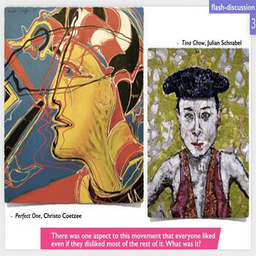 flash-discussion
3
- Tina Chow, Julian Schnabel
- Perfect One, Christo Coetzee
There was one aspect to this movement that everyone liked
even if they disliked most of the rest of it. What was it?